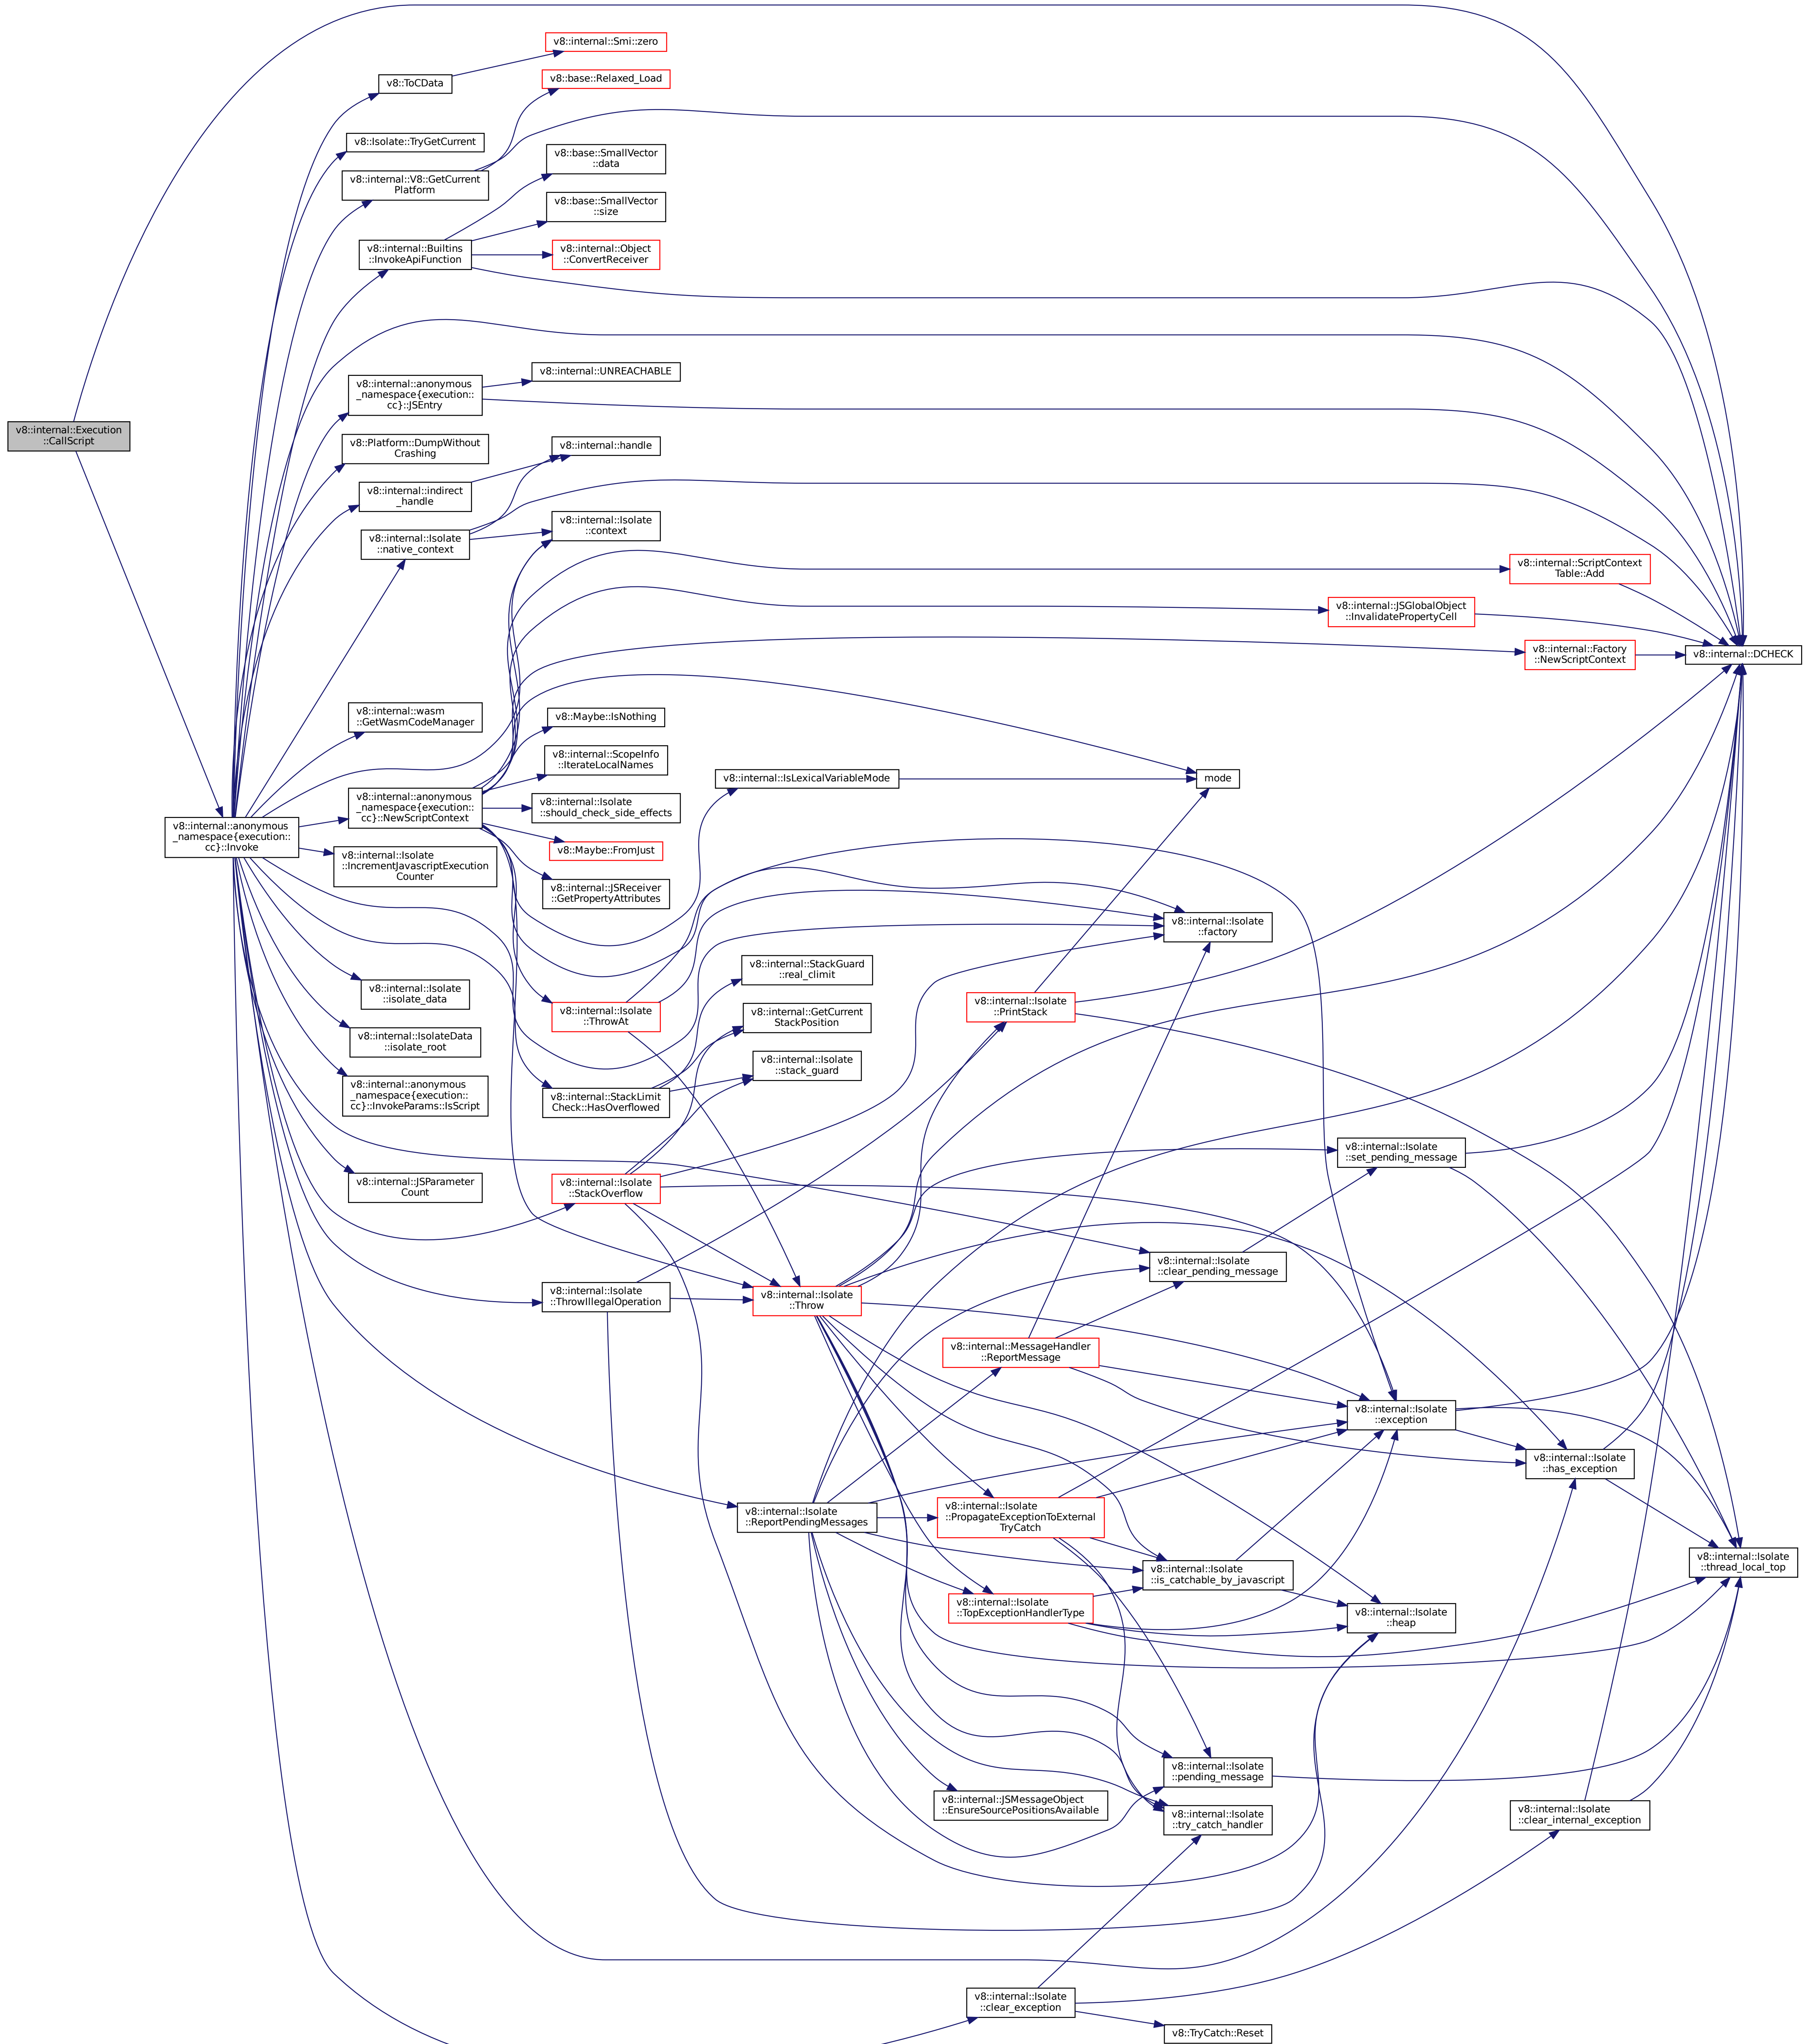 v8::internal::Execution
::CallScript
v8::internal::anonymous
_namespace{execution::
cc}::Invoke
v8::ToCData
v8::Isolate::TryGetCurrent
v8::internal::V8::GetCurrent
Platform
v8::internal::Builtins
::InvokeApiFunction
v8::internal::anonymous
_namespace{execution::
cc}::JSEntry
v8::Platform::DumpWithout
Crashing
v8::internal::indirect
_handle
v8::internal::Isolate
::native_context
v8::internal::wasm
::GetWasmCodeManager
v8::internal::anonymous
_namespace{execution::
cc}::NewScriptContext
v8::internal::Isolate
::IncrementJavascriptExecution
Counter
v8::internal::Isolate
::isolate_data
v8::internal::IsolateData
::isolate_root
v8::internal::anonymous
_namespace{execution::
cc}::InvokeParams::IsScript
v8::internal::JSParameter
Count
v8::internal::Smi::zero
v8::base::Relaxed_Load
v8::base::SmallVector
::data
v8::base::SmallVector
::size
v8::internal::Object
::ConvertReceiver
v8::internal::UNREACHABLE
v8::internal::handle
v8::internal::Isolate
::context
v8::Maybe::IsNothing
v8::internal::ScopeInfo
::IterateLocalNames
v8::internal::Isolate
::should_check_side_effects
v8::Maybe::FromJust
v8::internal::JSReceiver
::GetPropertyAttributes
v8::internal::Isolate
::ThrowAt
v8::internal::StackLimit
Check::HasOverflowed
v8::internal::Isolate
::StackOverflow
v8::internal::Isolate
::ThrowIllegalOperation
v8::internal::IsLexicalVariableMode
v8::internal::StackGuard
::real_climit
v8::internal::GetCurrent
StackPosition
v8::internal::Isolate
::stack_guard
v8::internal::Isolate
::Throw
v8::internal::Isolate
::ReportPendingMessages
v8::internal::Isolate
::PrintStack
v8::internal::MessageHandler
::ReportMessage
v8::internal::Isolate
::PropagateExceptionToExternal
TryCatch
v8::internal::Isolate
::TopExceptionHandlerType
v8::internal::JSMessageObject
::EnsureSourcePositionsAvailable
v8::internal::Isolate
::clear_exception
mode
v8::internal::Isolate
::factory
v8::internal::Isolate
::clear_pending_message
v8::internal::Isolate
::is_catchable_by_javascript
v8::internal::Isolate
::pending_message
v8::internal::Isolate
::try_catch_handler
v8::TryCatch::Reset
v8::internal::JSGlobalObject
::InvalidatePropertyCell
v8::internal::Isolate
::set_pending_message
v8::internal::Isolate
::exception
v8::internal::Isolate
::heap
v8::internal::ScriptContext
Table::Add
v8::internal::Factory
::NewScriptContext
v8::internal::Isolate
::has_exception
v8::internal::Isolate
::clear_internal_exception
v8::internal::DCHECK
v8::internal::Isolate
::thread_local_top